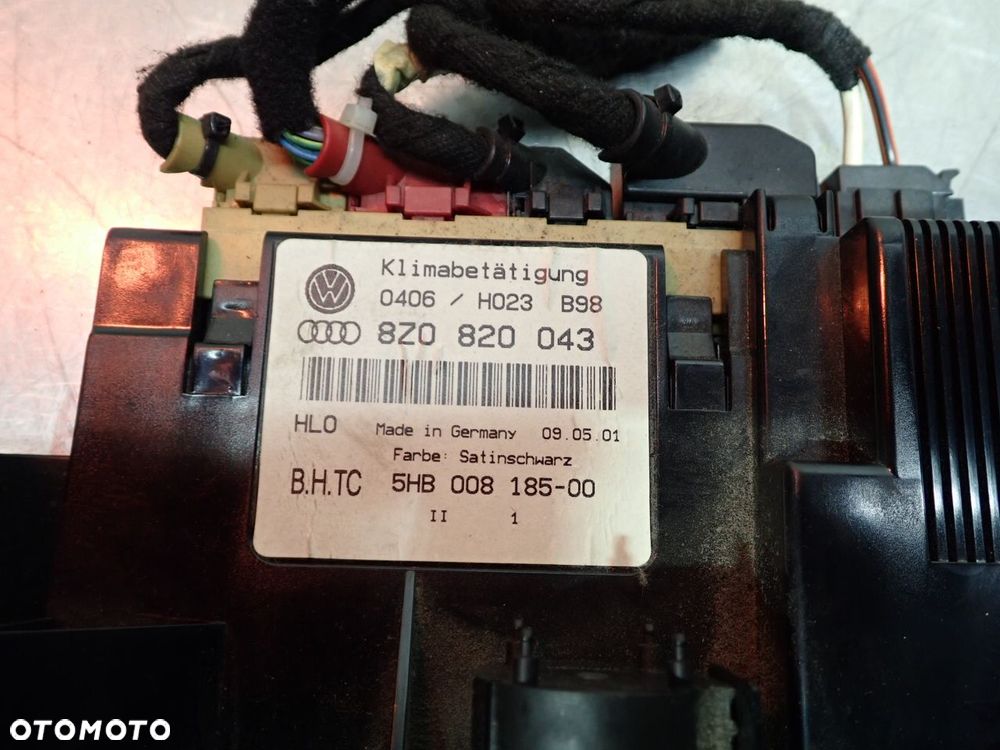 Klimabetätigung
0406 / H023 B98
8Z0 820 043
HLO Made in Germany 09.05.01
Farbe: Satinschwarz
B.H.TC 5HB 008 185-00
II 1
OTOMOTO